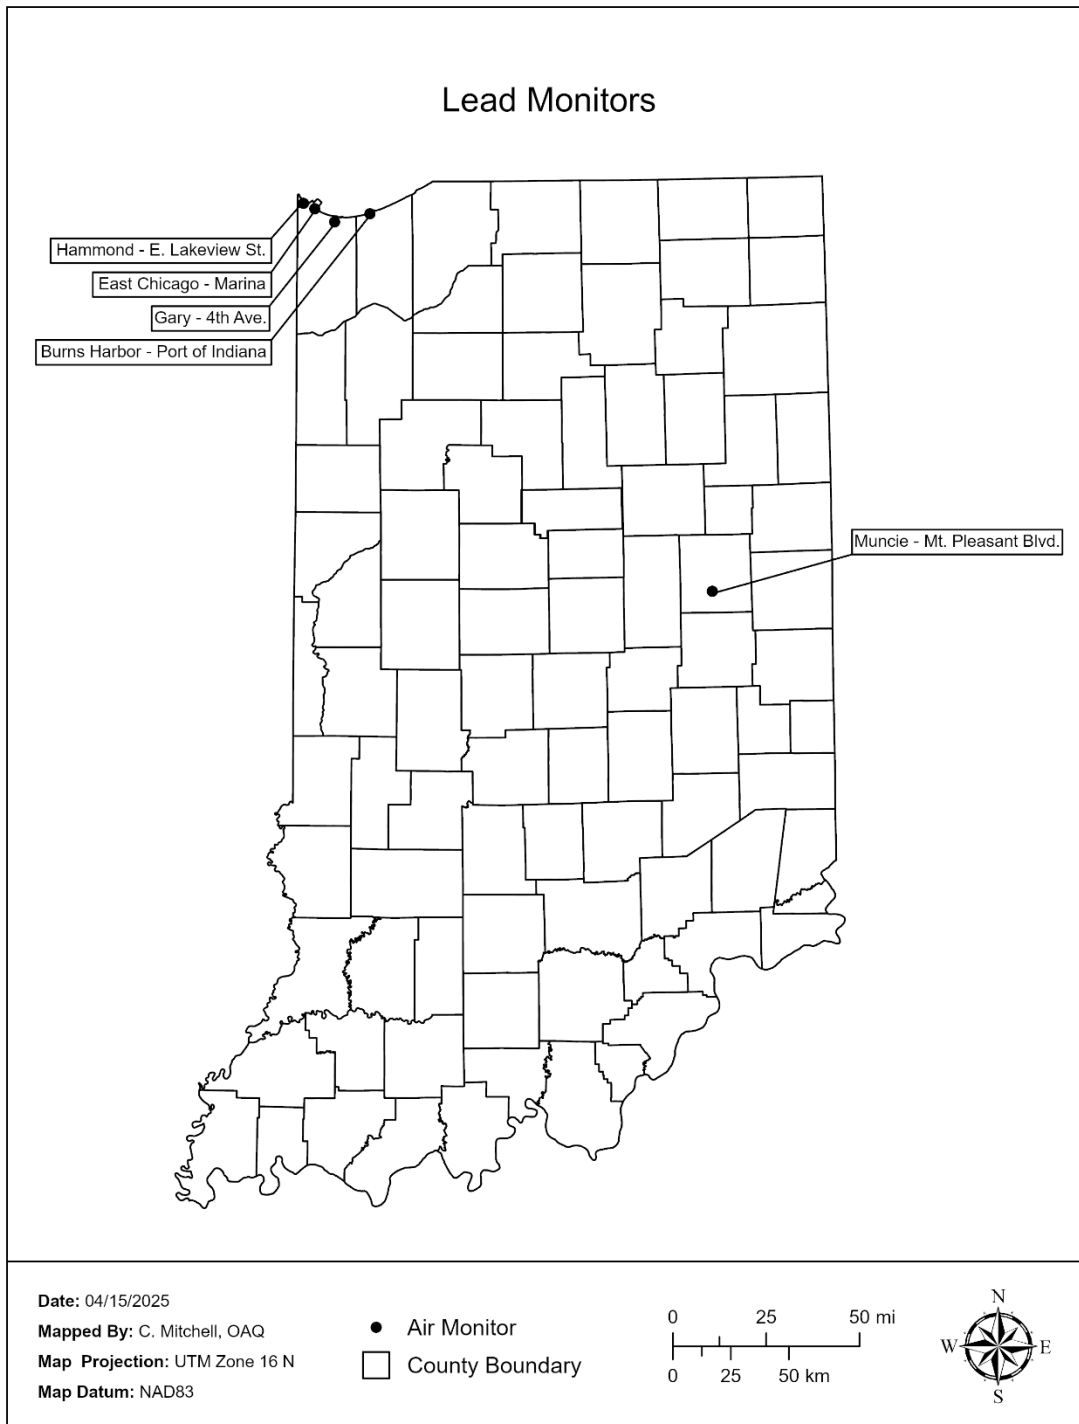 Lead Monitors
Hammond - E. Lakeview St.
East Chicago - Marina
Gary - 4th Ave.
Burns Harbor - Port of Indiana
Muncie - Mt. Pleasant Blvd.
Date: 04/15/2025
Mapped By: C. Mitchell, OAQ
Map Projection: UTM Zone 16 N
Map Datum: NAD83
Air Monitor
County Boundary
0 25 50 mi
0 25 50 km
N
W E
S